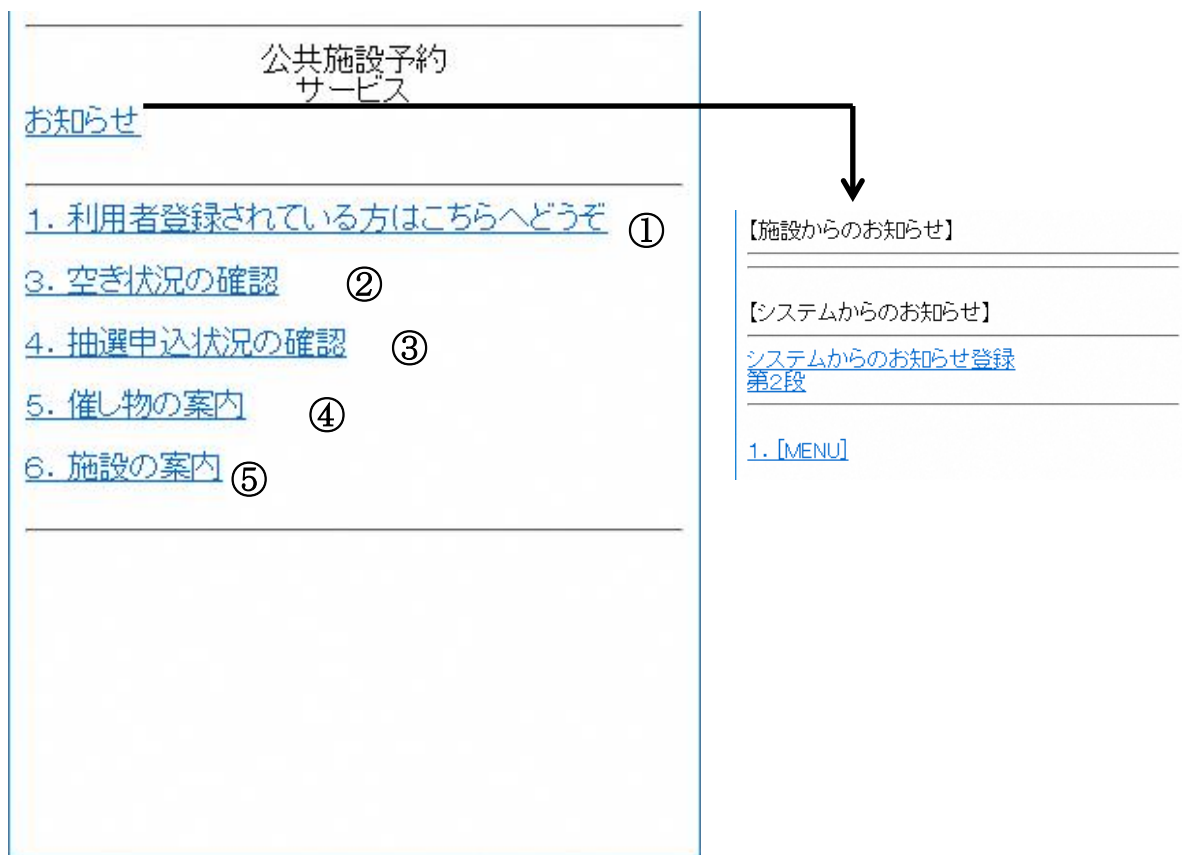 公共施設予約
サービス
お知らせ
1. 利用者登録されている方はこちらへどうぞ ①
3. 空き状況の確認 ②
4. 抽選申込状況の確認 ③
5. 催し物の案内 ④
6. 施設の案内 ⑤
【施設からのお知らせ】
【システムからのお知らせ】
システムからのお知らせ登録
第2段
1. [MENU]